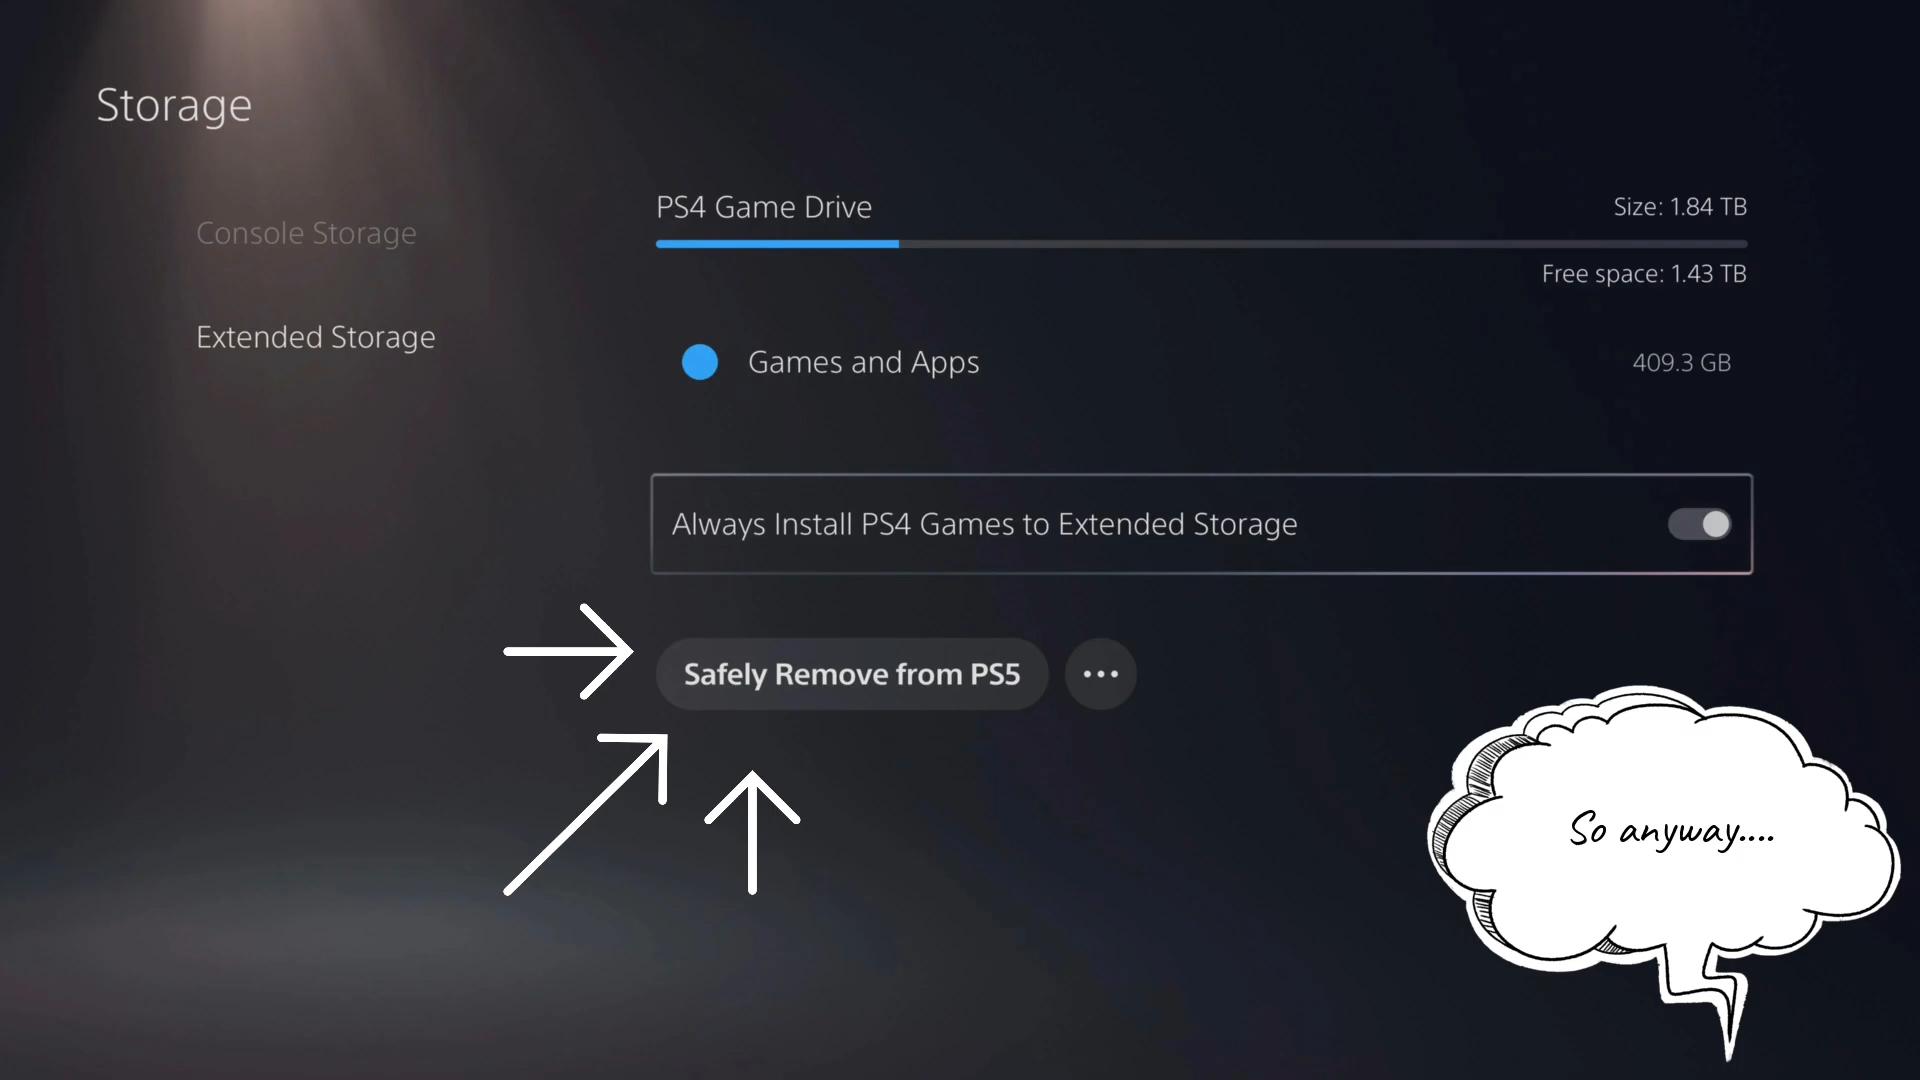 Storage
Console Storage
Extended Storage
PS4 Game Drive
Size: 1.84 TB
Free space: 1.43 TB
Games and Apps
409.3 GB
Always Install PS4 Games to Extended Storage
Safely Remove from PS5
So anyway....